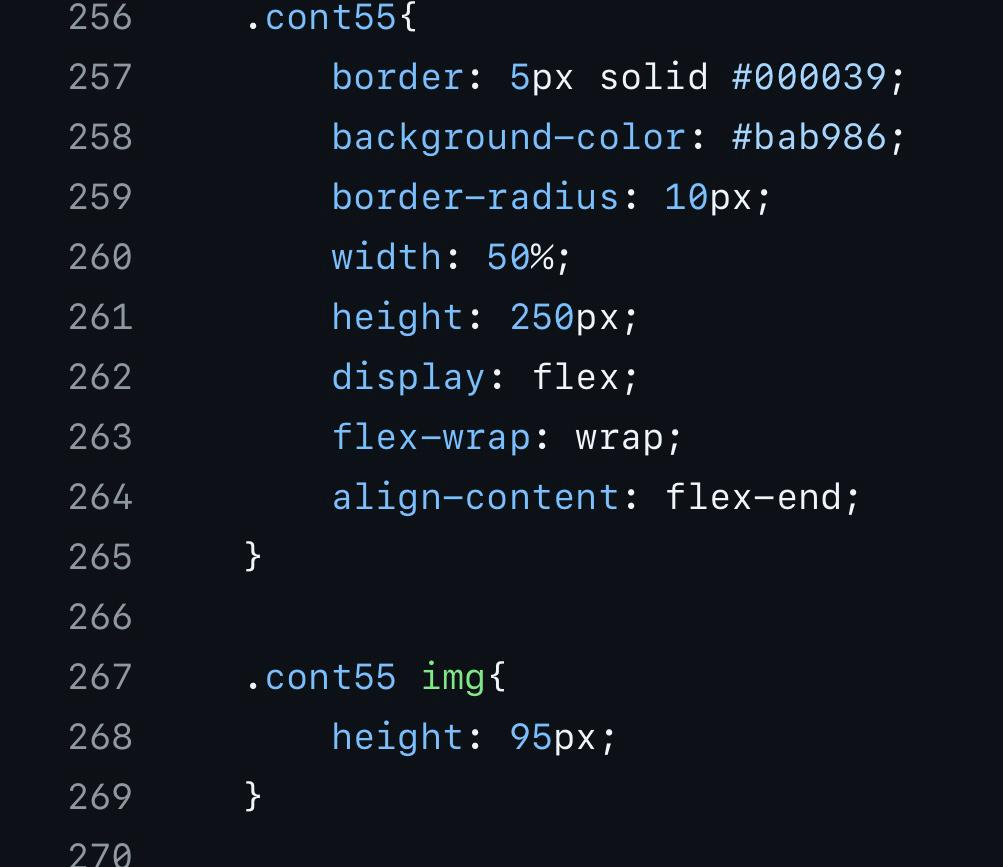 256 .cont55{
257 border: 5px solid #000039;
258 background-color: #bab986;
259 border-radius: 10px;
260 width: 50%;
261 height: 250px;
262 display: flex;
263 flex-wrap: wrap;
264 align-content: flex-end;
265 }
266
267 .cont55 img{
268 height: 95px;
269 }
270